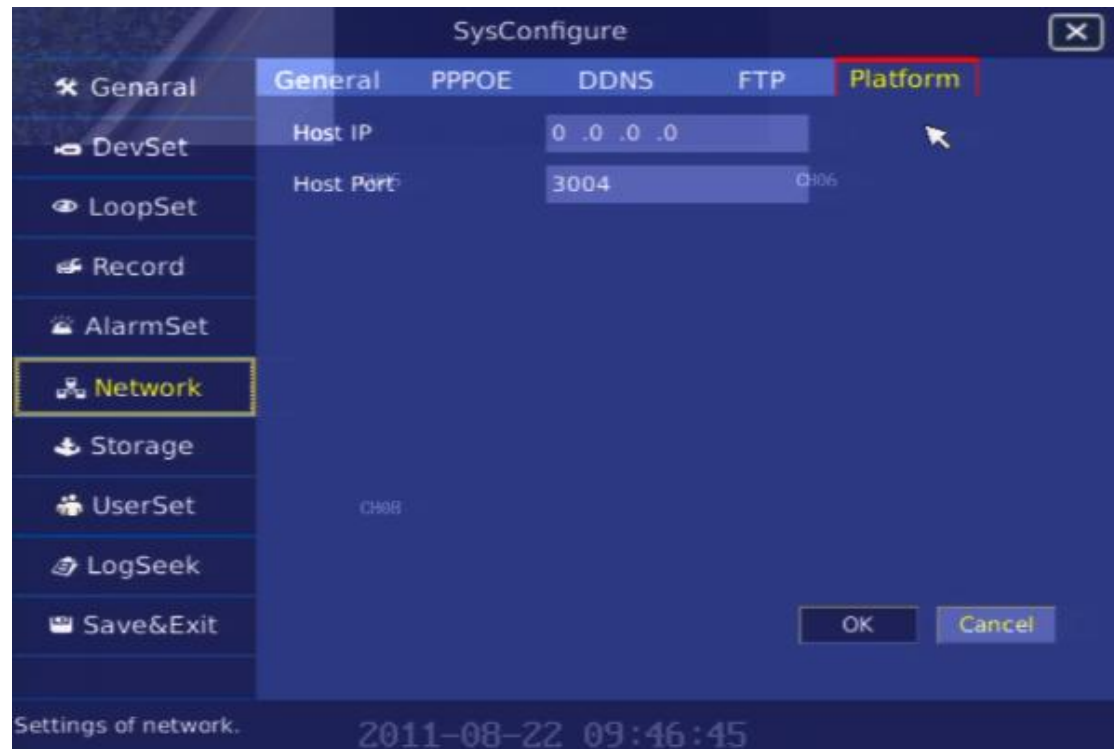 SysConfigure
Genaral
DevSet
LoopSet
Record
AlarmSet
Network
Storage
UserSet
LogSeek
Save&Exit
General PPPOE DDNS FTP Platform
Host IP 0 .0 .0 .0
Host Port 3004
CH06
CH08
OK Cancel
Settings of network.
2011-08-22 09:46:45